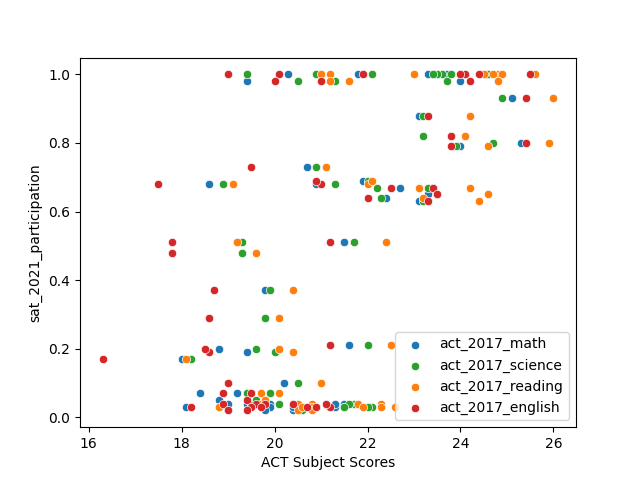 1.0
0.8
0.6
0.4
0.2
0.0
sat_2021_participation
16
18
20
22
24
26
ACT Subject Scores
act_2017_math
act_2017_science
act_2017_reading
act_2017_english